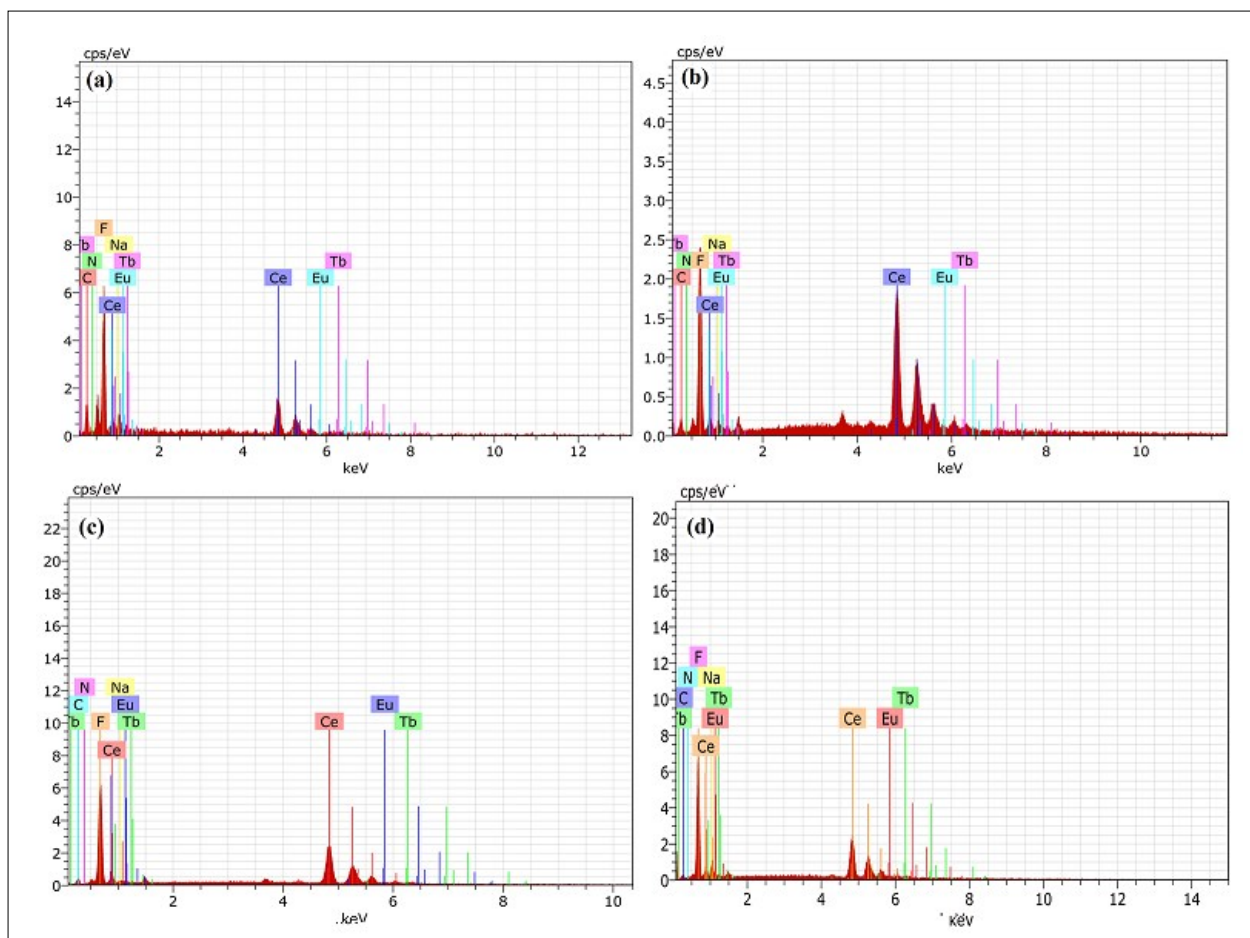 cps/eV
(a)
14
12
10
8
6
4
2
0
F
b Na
N Tb
C Eu
Ce
Ce Eu Tb
2 4 6 8 10 12
keV
cps/eV
(b)
4.5
4.0
3.5
3.0
2.5
2.0
1.5
1.0
0.5
0.0
b Na
N F Tb
C Eu
Ce
Ce Eu Tb
2 4 6 8 10
keV
cps/eV
(c)
22
20
18
16
14
12
10
8
6
4
2
0
N Na
C Eu
b F Tb
Ce
Ce Eu Tb
2 4 6 8 10
keV
cps/eV
(d)
20
18
16
14
12
10
8
6
4
2
0
F
N Na
C Tb
b Eu
Ce
Ce Eu Tb
2 4 6 8 10 12 14
KeV